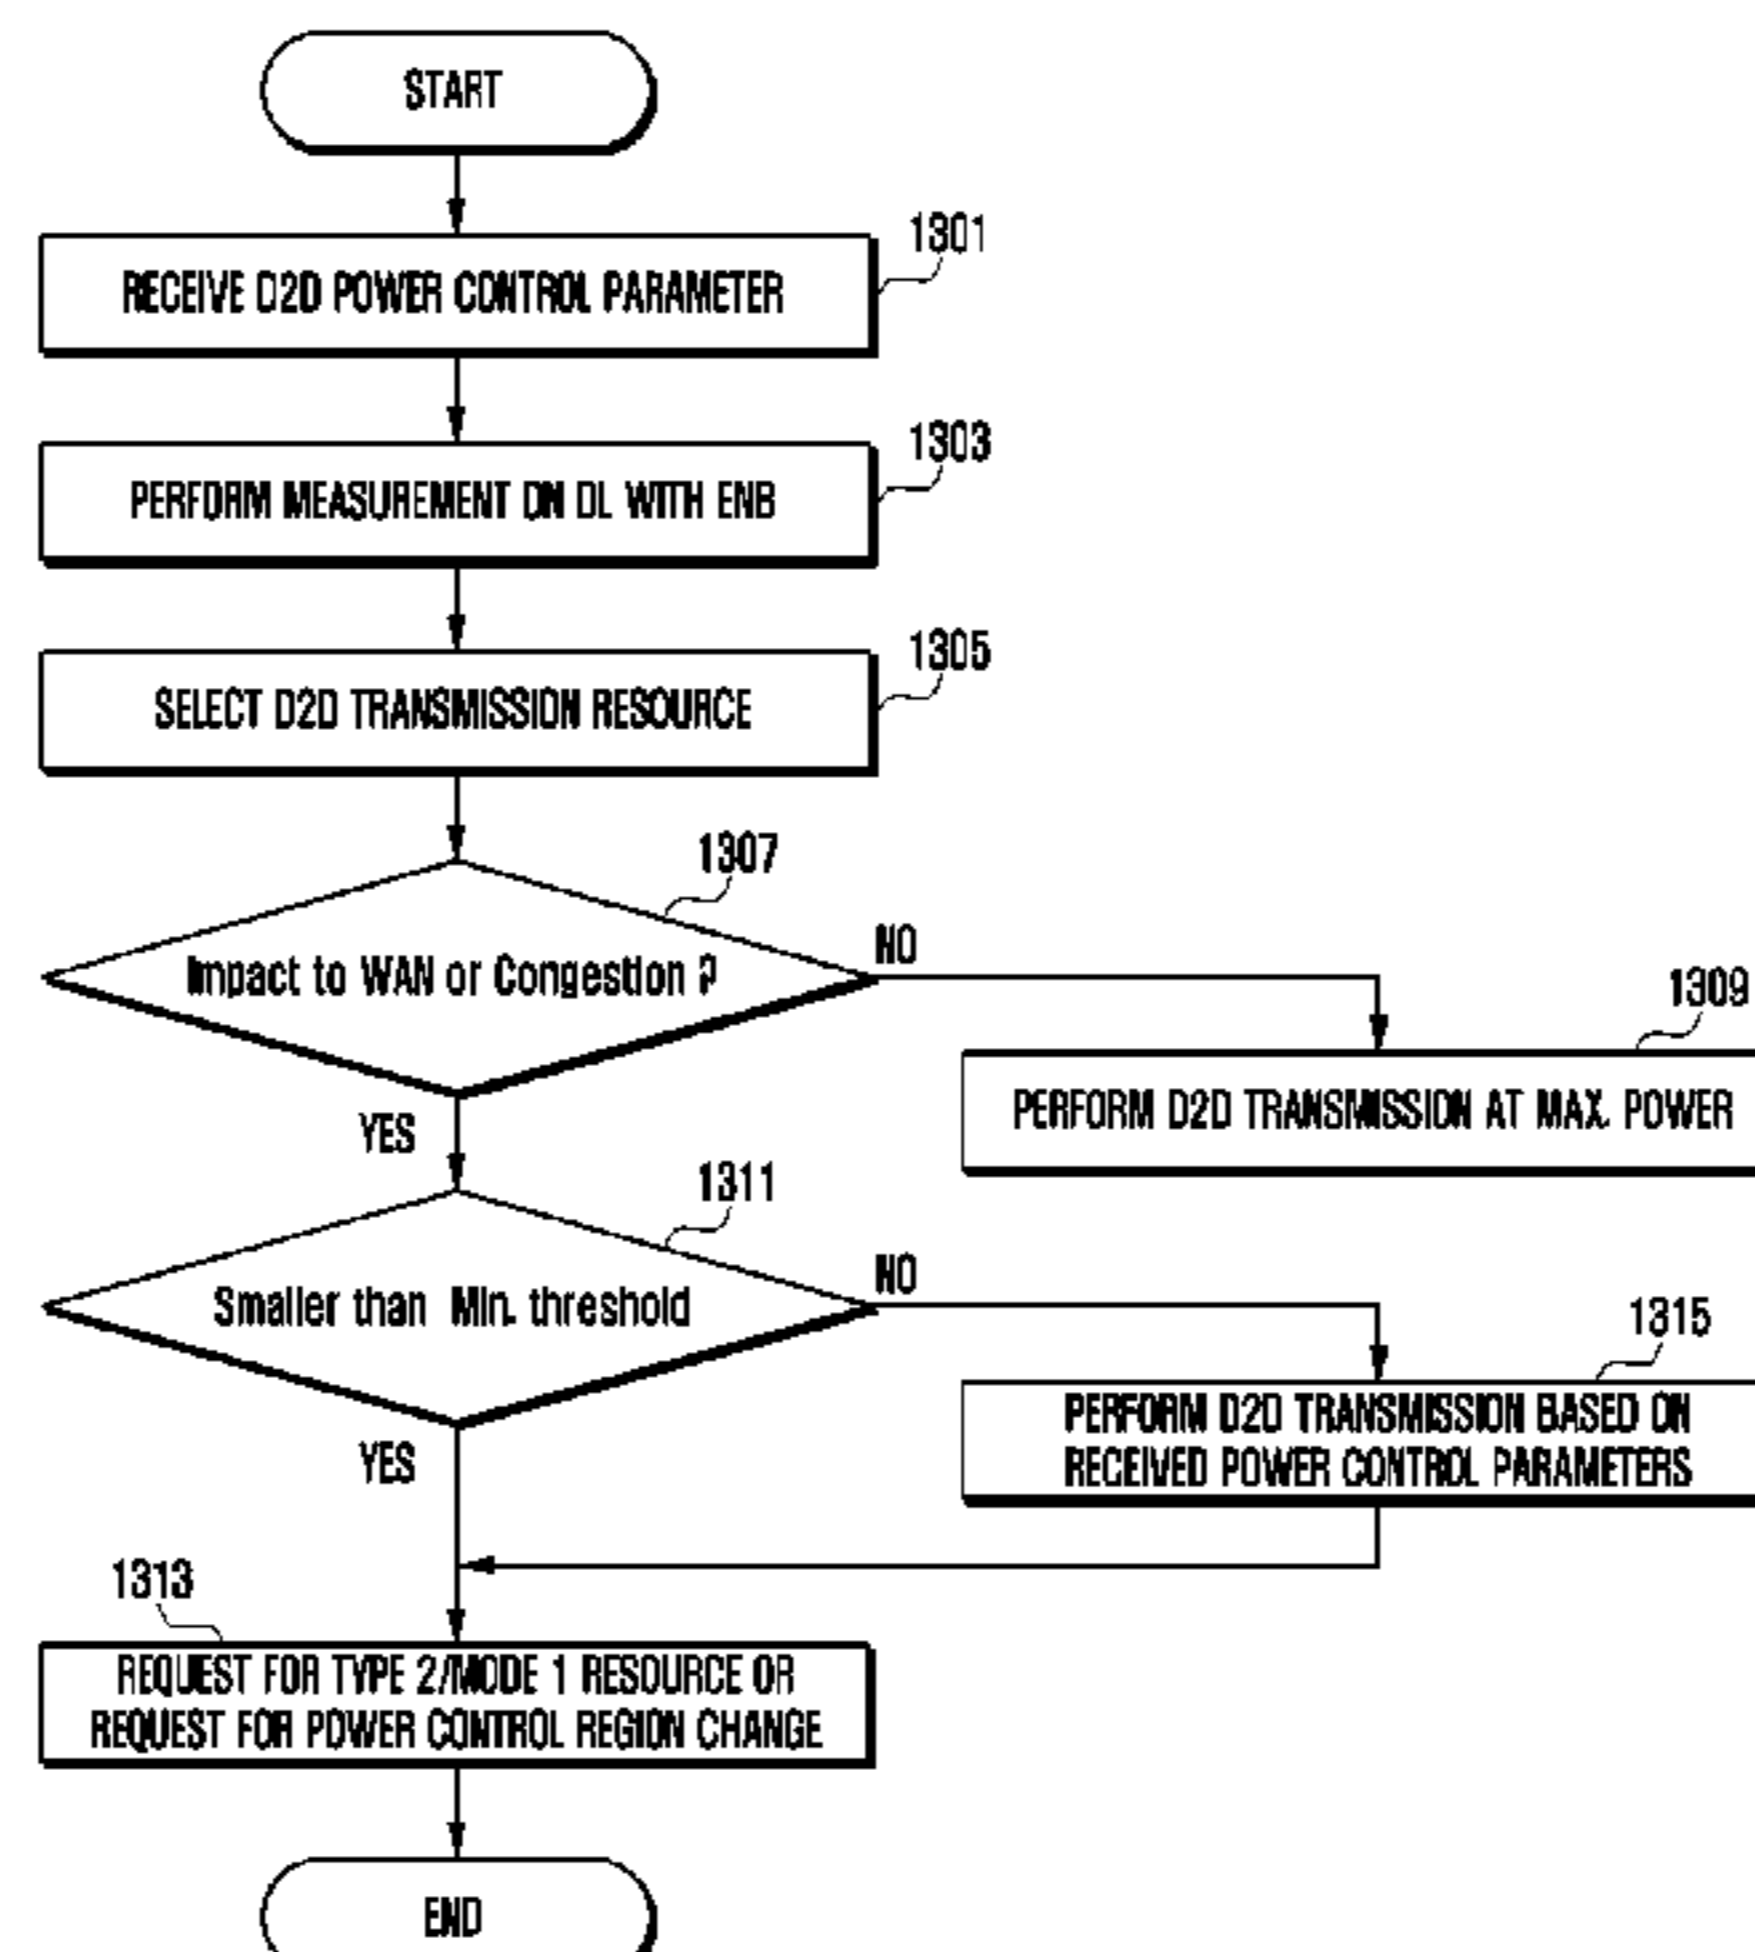 START
1301
RECEIVE D2D POWER CONTROL PARAMETER
1303
PERFORM MEASUREMENT ON DL WITH ENB
1305
SELECT D2D TRANSMISSION RESOURCE
1307
Impact to WAN or Congestion ?
NO
1309
PERFORM D2D TRANSMISSION AT MAX. POWER
YES
1311
Smaller than Min. threshold
NO
1315
PERFORM D2D TRANSMISSION BASED ON
RECEIVED POWER CONTROL PARAMETERS
YES
1313
REQUEST FOR TYPE 2/MODE 1 RESOURCE OR
REQUEST FOR POWER CONTROL REGION CHANGE
END